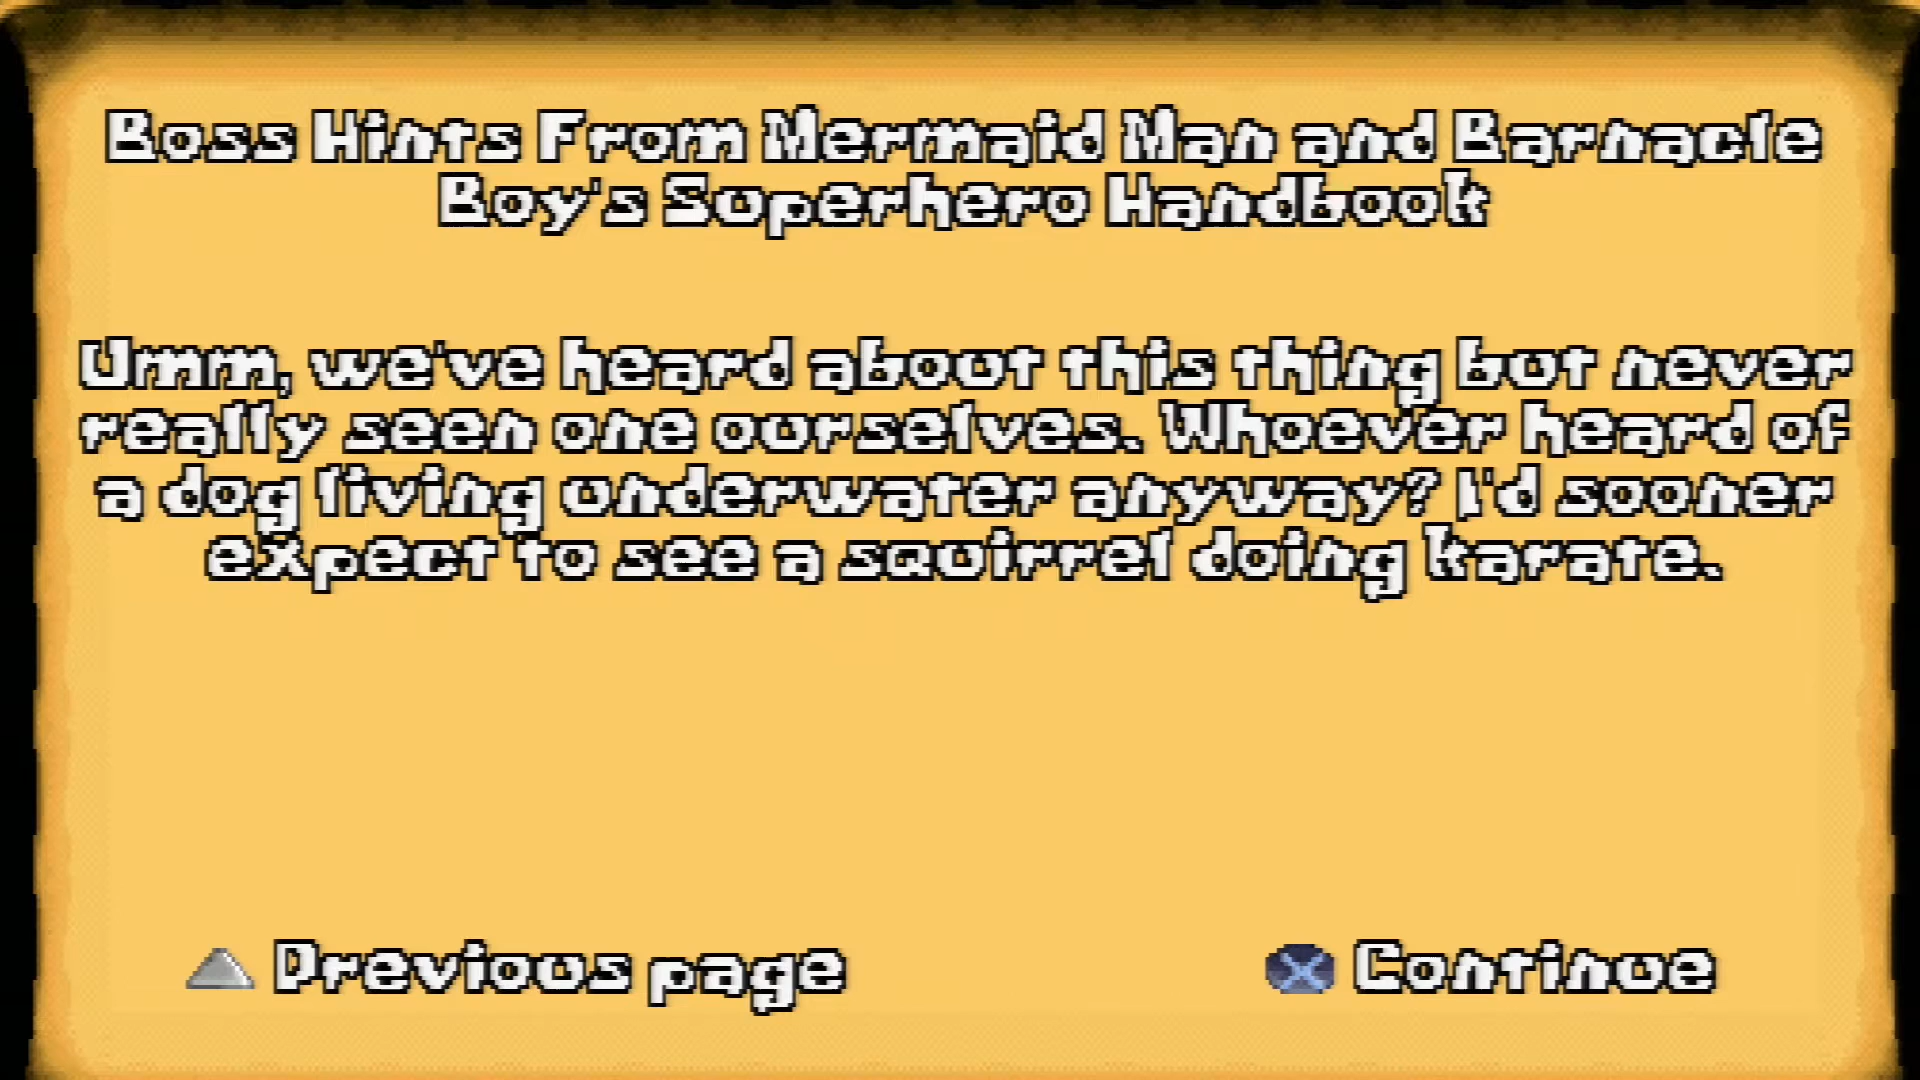 Boss Hints From Mermaid Man and Barnacle
Boy's Superhero Handbook
Umm, we've heard about this thing but never
really seen one ourselves. Whoever heard of
a dog living underwater anyway? I'd sooner
expect to see a squirrel doing karate.
Previous page
Continue